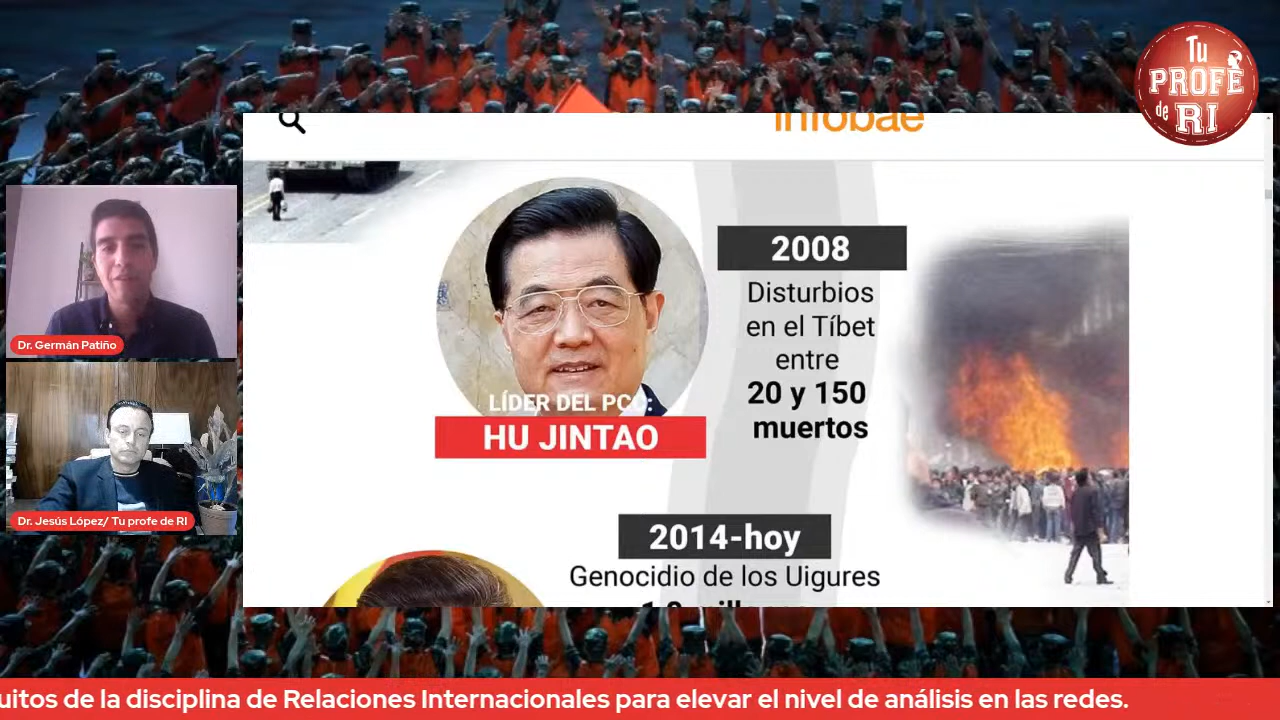 Tu
PROFE
de RI
infobae
2008
Disturbios
en el Tíbet
entre
20 y 150
muertos
LÍDER DEL PCC:
HU JINTAO
2014-hoy
Genocidio de los Uigures
Dr. Germán Patiño
Dr. Jesús López/ Tu profe de RI
de la disciplina de Relaciones Internacionales para elevar el nivel de análisis en las redes.